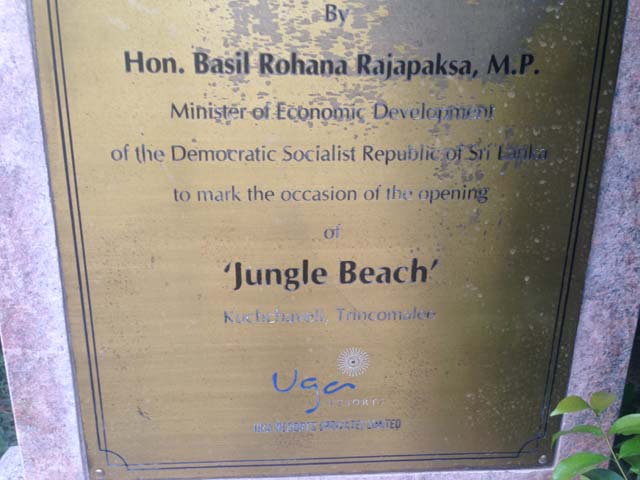 By
Hon. Basil Rohana Rajapaksa, M.P.
Minister of Economic Development
of the Democratic Socialist Republic of Sri Lanka
to mark the occasion of the opening
of
'Jungle Beach'
Kuchchaveli, Trincomalee
Uga
RESORTS
UGA RESORTS (PRIVATE) LIMITED